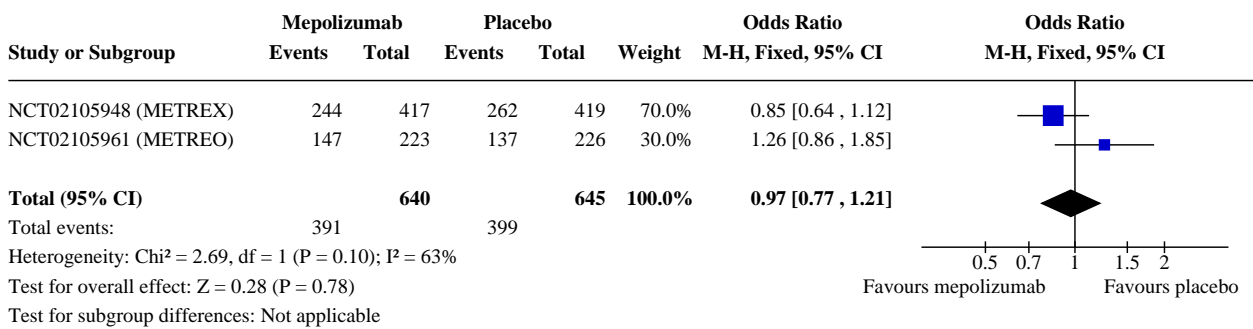 Mepolizumab Placebo Odds Ratio Odds Ratio
Study or Subgroup Events Total Events Total Weight M-H, Fixed, 95% CI M-H, Fixed, 95% CI
NCT02105948 (METREX) 244 417 262 419 70.0% 0.85 [0.64 , 1.12]
NCT02105961 (METREO) 147 223 137 226 30.0% 1.26 [0.86 , 1.85]
Total (95% CI) 640 645 100.0% 0.97 [0.77 , 1.21]
Total events: 391 399
Heterogeneity: Chi² = 2.69, df = 1 (P = 0.10); I² = 63%
0.5 0.7 1 1.5 2
Test for overall effect: Z = 0.28 (P = 0.78) Favours mepolizumab Favours placebo
Test for subgroup differences: Not applicable